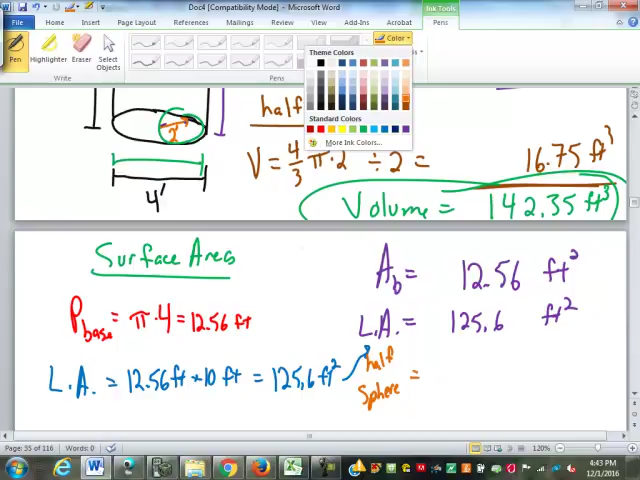 Doc4 [Compatibility Mode] - Microsoft Word
Ink Tools
File Home Insert Page Layout References Mailings Review View Add-Ins Acrobat Pens
Pen Highlighter Eraser Select Objects
Write
Pens
Color
Theme Colors
Standard Colors
More Ink Colors...
2'
4'
half
V = 4/3 π·2 ÷ 2 =
16.75 ft³
Volume = 142.35 ft³
Surface Area
A_b = 12.56 ft²
P_base = π·4 = 12.56 ft
L.A. = 125.6 ft²
L.A. = 12.56 ft * 10 ft = 125.6 ft²
half sphere =
Page: 35 of 116 Words: 0
120%
4:43 PM
12/1/2016